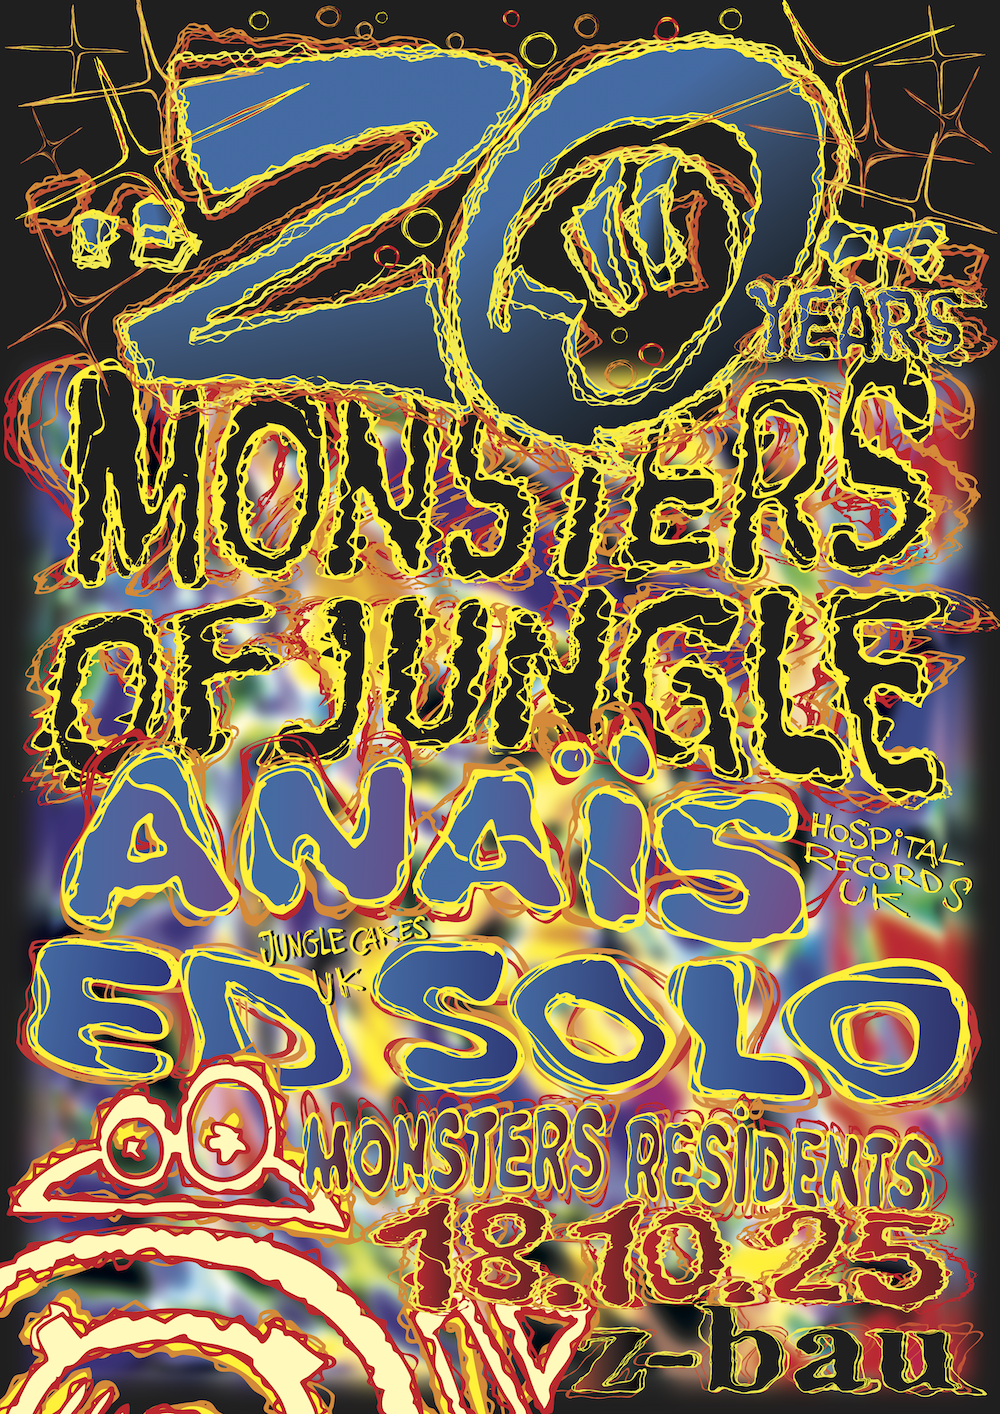 20
YEARS
MONSTERS
OF JUNGLE
ANAÏS
HOSPITAL
RECORDS
UK
JUNGLE CAKES
UK
ED SOLO
MONSTERS RESIDENTS
18.10.25
z-bau